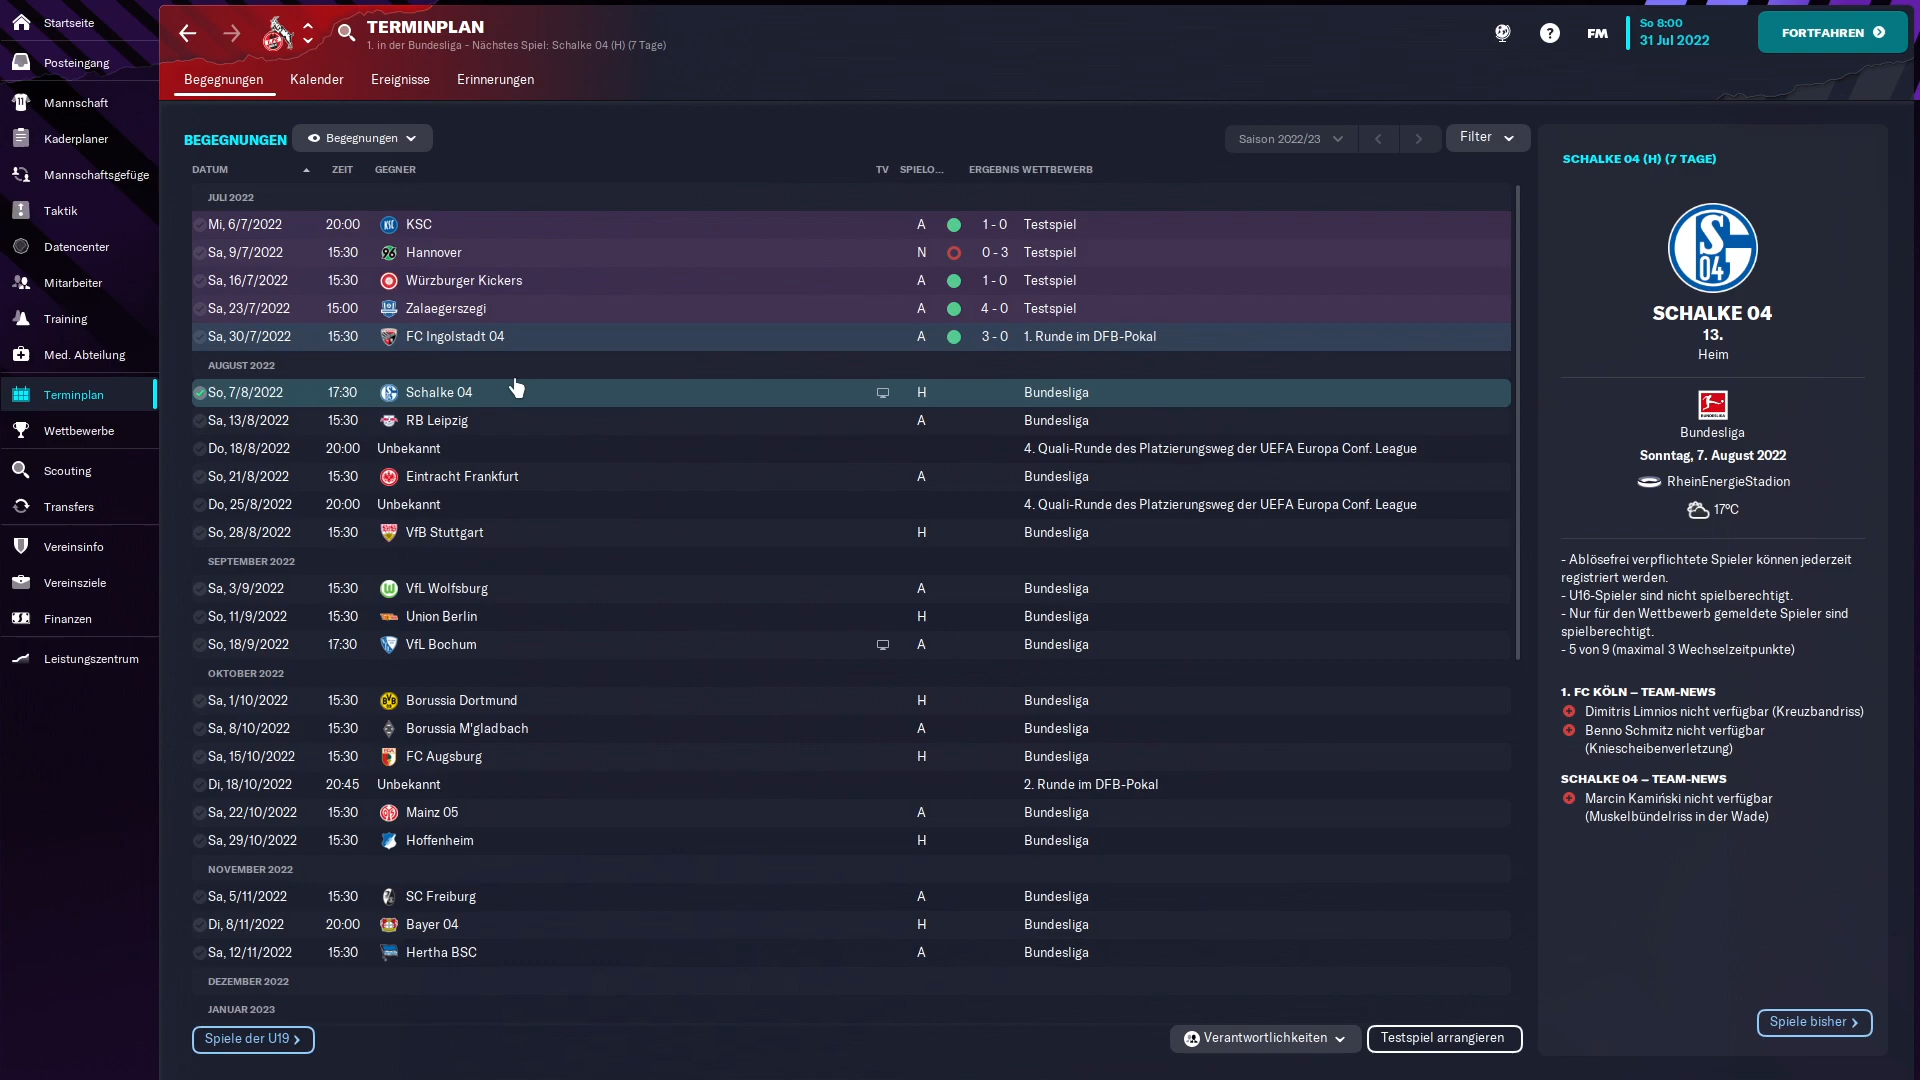 Startseite
Posteingang
Mannschaft
Kaderplaner
Mannschaftsgefüge
Taktik
Datencenter
Mitarbeiter
Training
Med. Abteilung
Terminplan
Wettbewerbe
Scouting
Transfers
Vereinsinfo
Vereinsziele
Finanzen
Leistungszentrum
TERMINPLAN
1. in der Bundesliga - Nächstes Spiel: Schalke 04 (H) (7 Tage)
FM
So 8:00
31 Jul 2022
FORTFAHREN
Begegnungen Kalender Ereignisse Erinnerungen
BEGEGNUNGEN Begegnungen Saison 2022/23 Filter
DATUM ZEIT GEGNER TV SPIELO... ERGEBNIS WETTBEWERB
JULI 2022
Mi, 6/7/2022 20:00 KSC A 1 - 0 Testspiel
Sa, 9/7/2022 15:30 Hannover N 0 - 3 Testspiel
Sa, 16/7/2022 15:30 Würzburger Kickers A 1 - 0 Testspiel
Sa, 23/7/2022 15:00 Zalaegerszegi A 4 - 0 Testspiel
Sa, 30/7/2022 15:30 FC Ingolstadt 04 A 3 - 0 1. Runde im DFB-Pokal
AUGUST 2022
So, 7/8/2022 17:30 Schalke 04 H Bundesliga
Sa, 13/8/2022 15:30 RB Leipzig A Bundesliga
Do, 18/8/2022 20:00 Unbekannt 4. Quali-Runde des Platzierungsweg der UEFA Europa Conf. League
So, 21/8/2022 15:30 Eintracht Frankfurt A Bundesliga
Do, 25/8/2022 20:00 Unbekannt 4. Quali-Runde des Platzierungsweg der UEFA Europa Conf. League
So, 28/8/2022 15:30 VfB Stuttgart H Bundesliga
SEPTEMBER 2022
Sa, 3/9/2022 15:30 VfL Wolfsburg A Bundesliga
So, 11/9/2022 15:30 Union Berlin H Bundesliga
So, 18/9/2022 17:30 VfL Bochum A Bundesliga
OKTOBER 2022
Sa, 1/10/2022 15:30 Borussia Dortmund H Bundesliga
Sa, 8/10/2022 15:30 Borussia M'gladbach A Bundesliga
Sa, 15/10/2022 15:30 FC Augsburg H Bundesliga
Di, 18/10/2022 20:45 Unbekannt 2. Runde im DFB-Pokal
Sa, 22/10/2022 15:30 Mainz 05 A Bundesliga
Sa, 29/10/2022 15:30 Hoffenheim H Bundesliga
NOVEMBER 2022
Sa, 5/11/2022 15:30 SC Freiburg A Bundesliga
Di, 8/11/2022 20:00 Bayer 04 H Bundesliga
Sa, 12/11/2022 15:30 Hertha BSC A Bundesliga
DEZEMBER 2022
JANUAR 2023
Spiele der U19 Verantwortlichkeiten Testspiel arrangieren
SCHALKE 04 (H) (7 TAGE)
S
04
SCHALKE 04
13.
Heim
Bundesliga
Sonntag, 7. August 2022
RheinEnergieStadion
17°C
- Ablösefrei verpflichtete Spieler können jederzeit
registriert werden.
- U16-Spieler sind nicht spielberechtigt.
- Nur für den Wettbewerb gemeldete Spieler sind
spielberechtigt.
- 5 von 9 (maximal 3 Wechselzeitpunkte)
1. FC KÖLN – TEAM-NEWS
Dimitris Limnios nicht verfügbar (Kreuzbandriss)
Benno Schmitz nicht verfügbar
(Kniescheibenverletzung)
SCHALKE 04 – TEAM-NEWS
Marcin Kamiński nicht verfügbar
(Muskelbündelriss in der Wade)
Spiele bisher